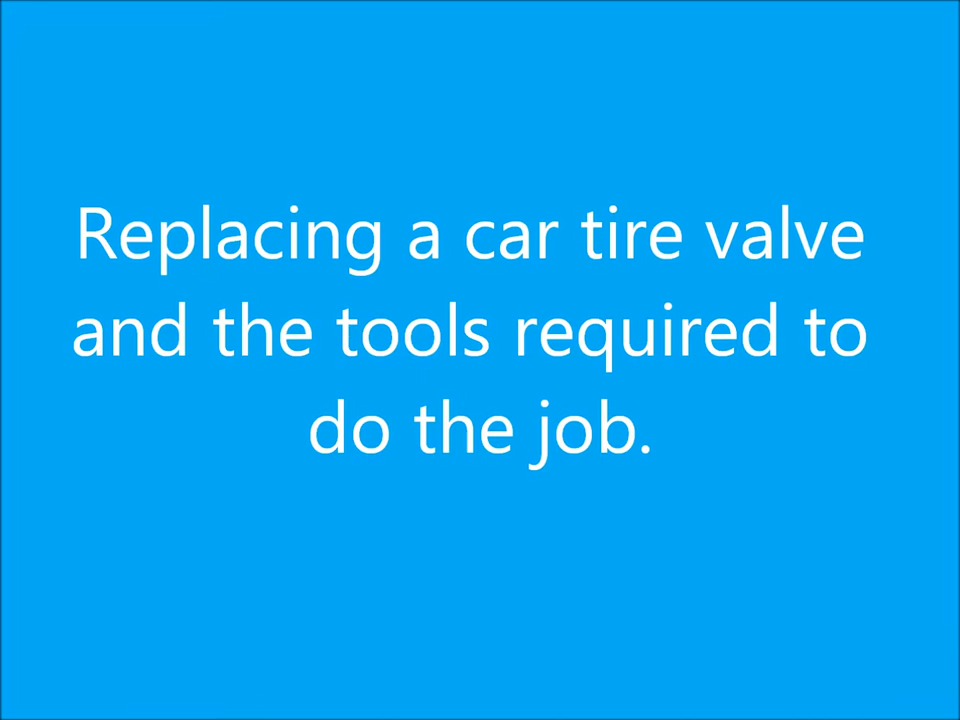 Replacing a car tire valve
and the tools required to
do the job.